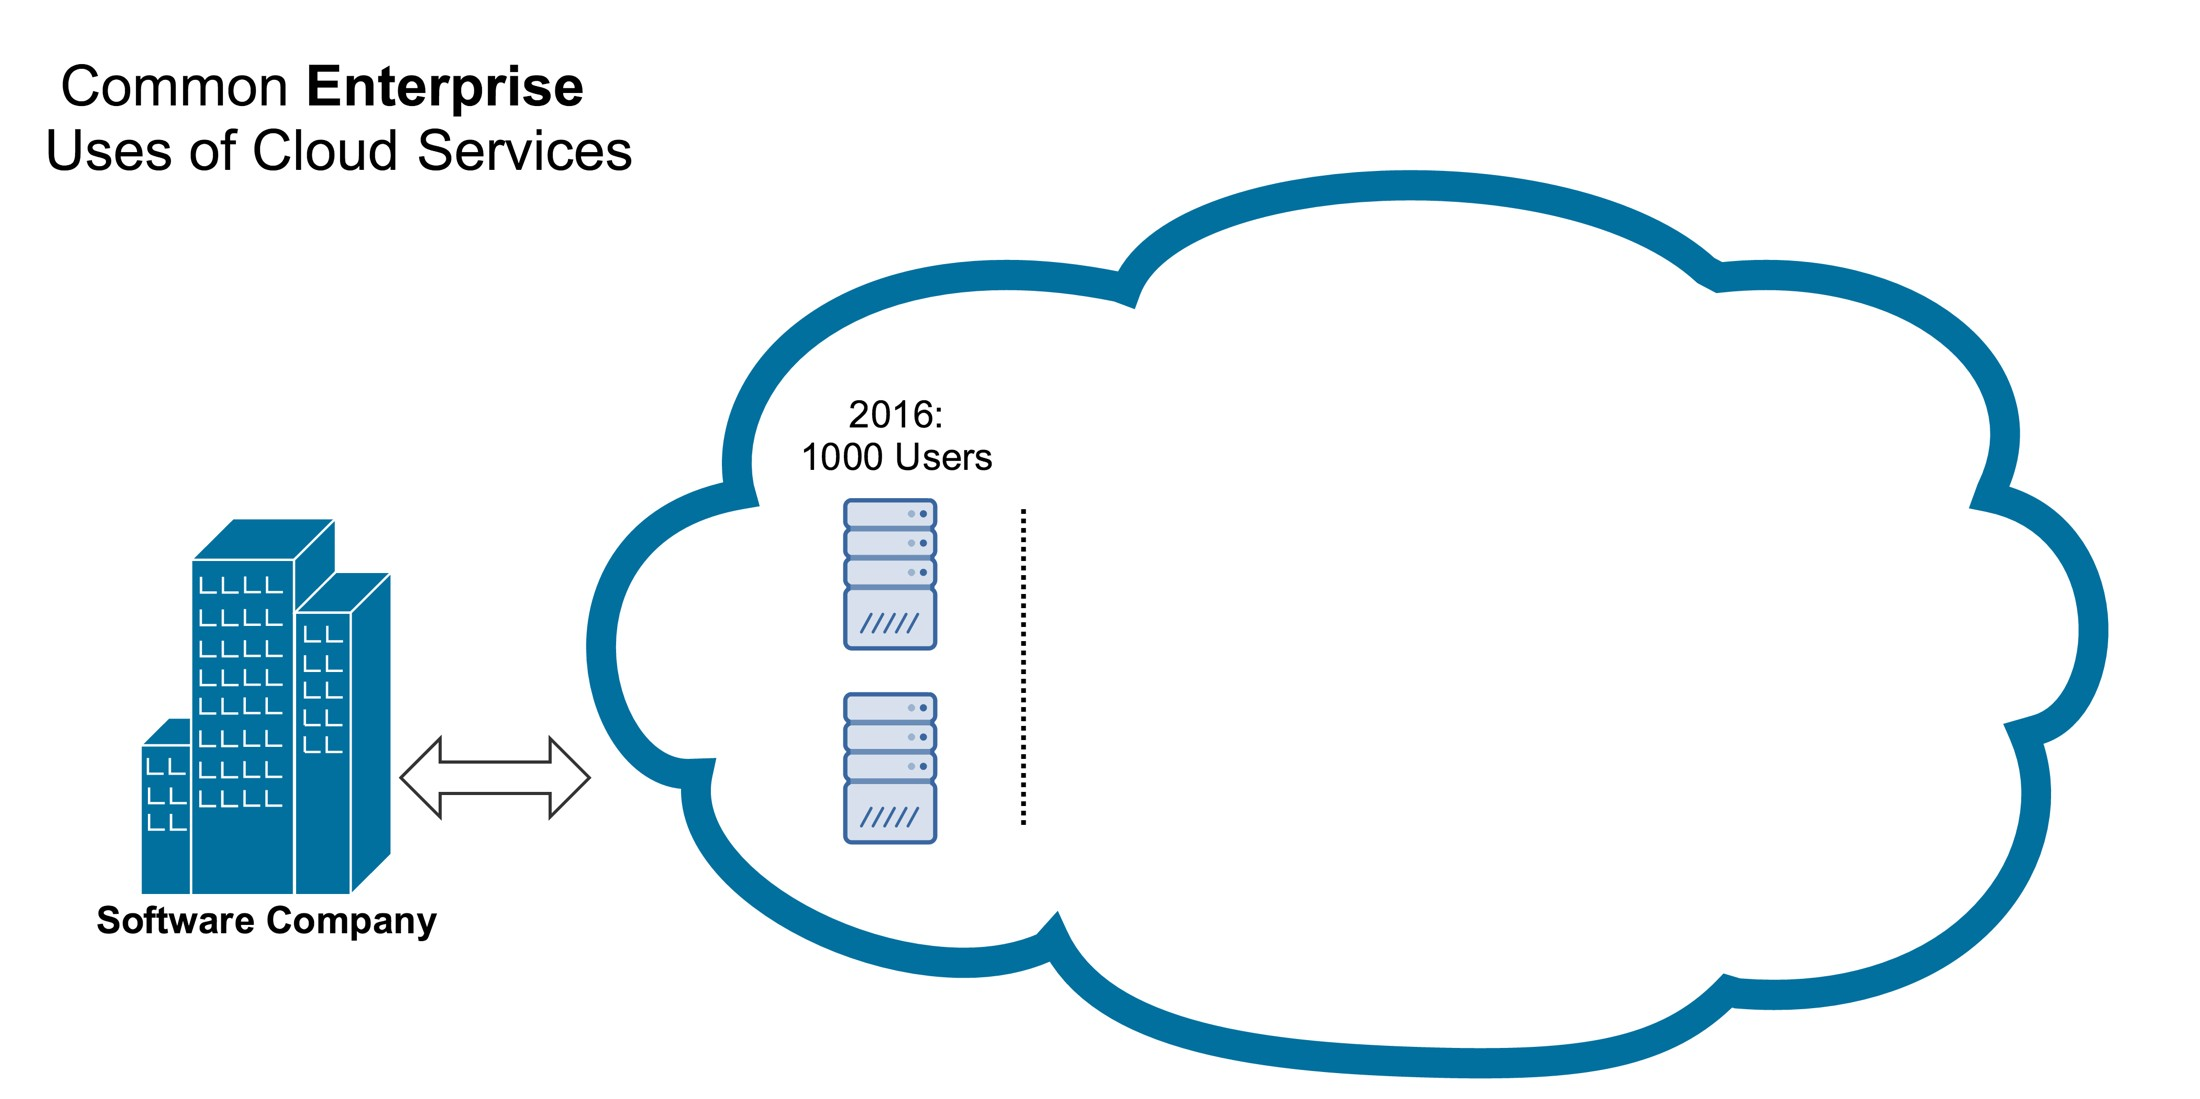 Common Enterprise
Uses of Cloud Services
2016:
1000 Users
Software Company